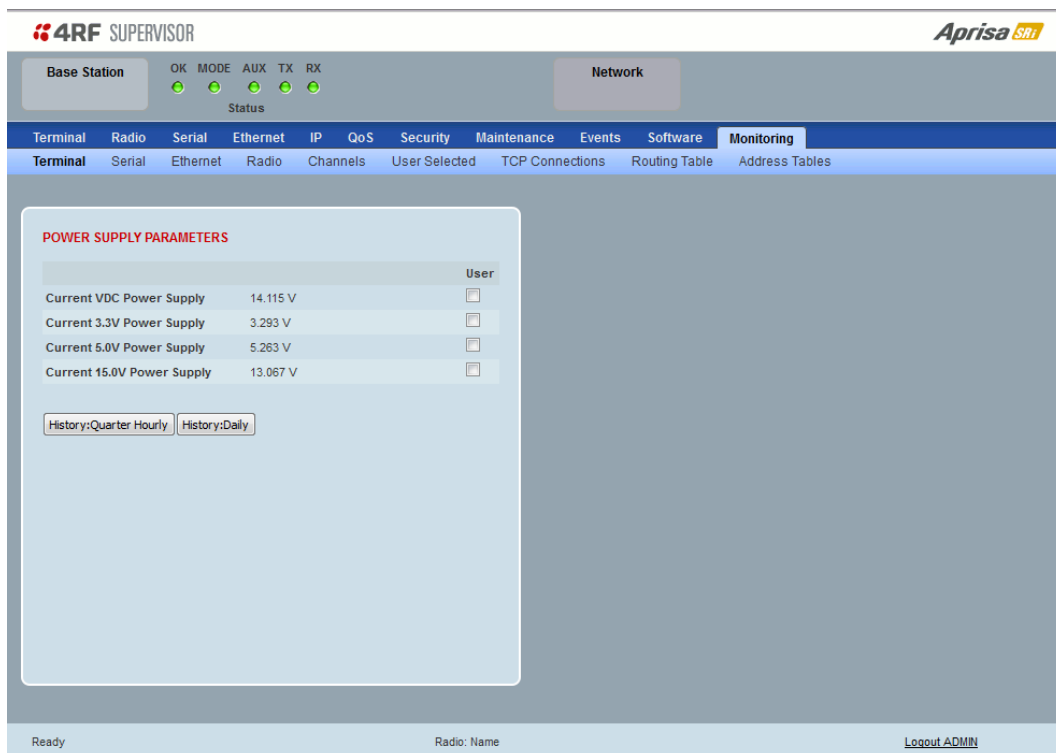 4RF SUPERVISOR
Aprisa SRi
Base Station
OK MODE AUX TX RX
Status
Network
Terminal Radio Serial Ethernet IP QoS Security Maintenance Events Software Monitoring
Terminal Serial Ethernet Radio Channels User Selected TCP Connections Routing Table Address Tables
POWER SUPPLY PARAMETERS
User
Current VDC Power Supply 14.115 V
Current 3.3V Power Supply 3.293 V
Current 5.0V Power Supply 5.263 V
Current 15.0V Power Supply 13.067 V
History:Quarter Hourly History:Daily
Ready Radio: Name Logout ADMIN